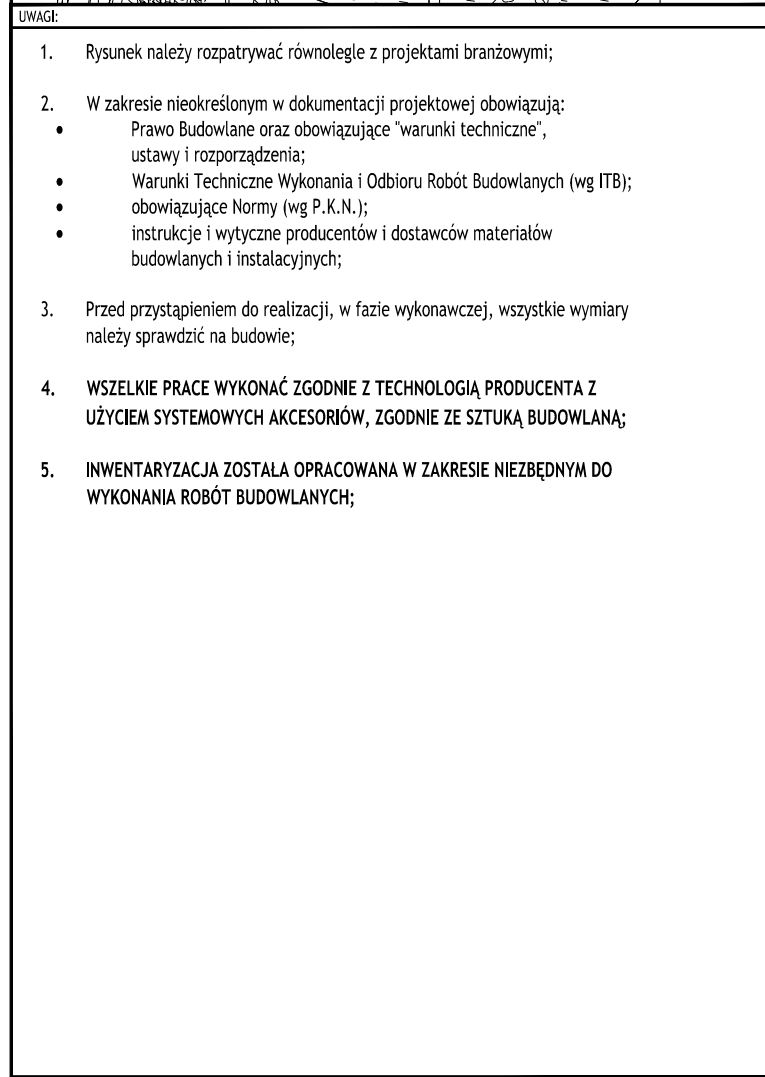 UWAGI:
1. Rysunek należy rozpatrywać równolegle z projektami branżowymi;
2. W zakresie nieokreślonym w dokumentacji projektowej obowiązują:
• Prawo Budowlane oraz obowiązujące "warunki techniczne",
ustawy i rozporządzenia;
• Warunki Techniczne Wykonania i Odbioru Robót Budowlanych (wg ITB);
• obowiązujące Normy (wg P.K.N.);
• instrukcje i wytyczne producentów i dostawców materiałów
budowlanych i instalacyjnych;
3. Przed przystąpieniem do realizacji, w fazie wykonawczej, wszystkie wymiary
należy sprawdzić na budowie;
4. WSZELKIE PRACE WYKONAĆ ZGODNIE Z TECHNOLOGIĄ PRODUCENTA Z
UŻYCIEM SYSTEMOWYCH AKCESORIÓW, ZGODNIE ZE SZTUKĄ BUDOWLANĄ;
5. INWENTARYZACJA ZOSTAŁA OPRACOWANA W ZAKRESIE NIEZBĘDNYM DO
WYKONANIA ROBÓT BUDOWLANYCH;